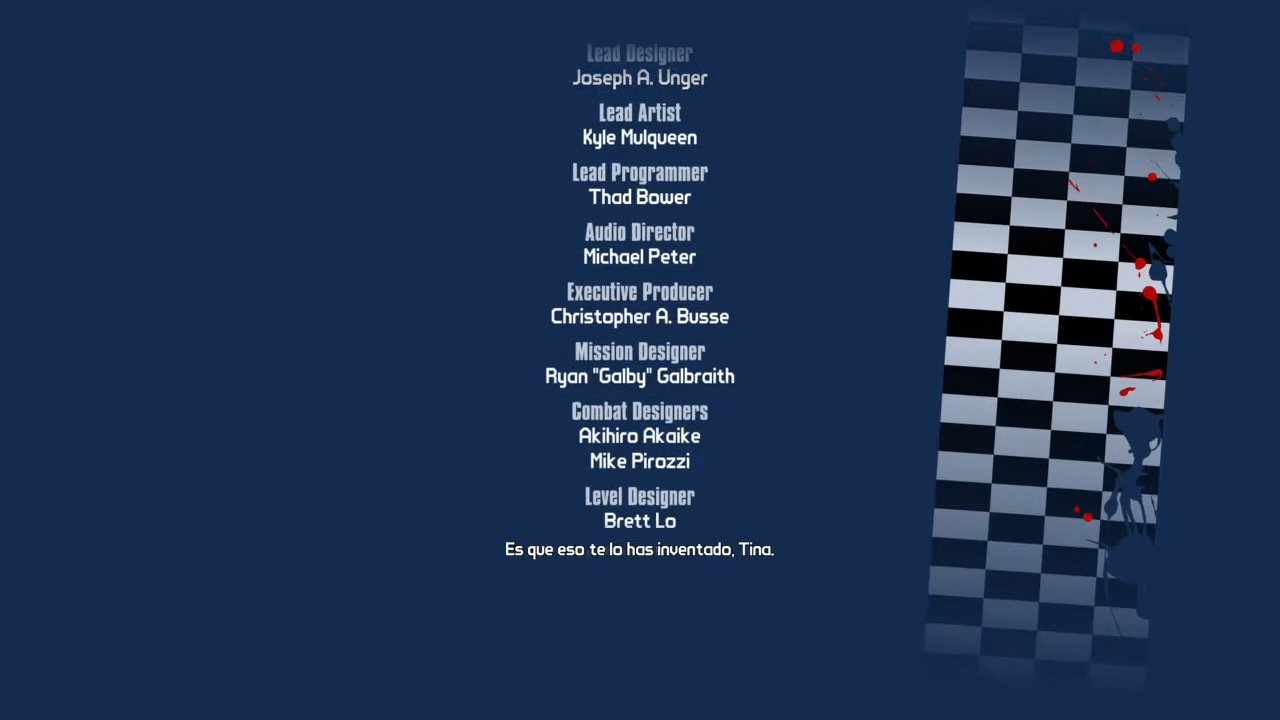 Lead Designer
Joseph A. Unger
Lead Artist
Kyle Mulqueen
Lead Programmer
Thad Bower
Audio Director
Michael Peter
Executive Producer
Christopher A. Busse
Mission Designer
Ryan "Galby" Galbraith
Combat Designers
Akihiro Akaike
Mike Pirozzi
Level Designer
Brett Lo
Es que eso te lo has inventado, Tina.